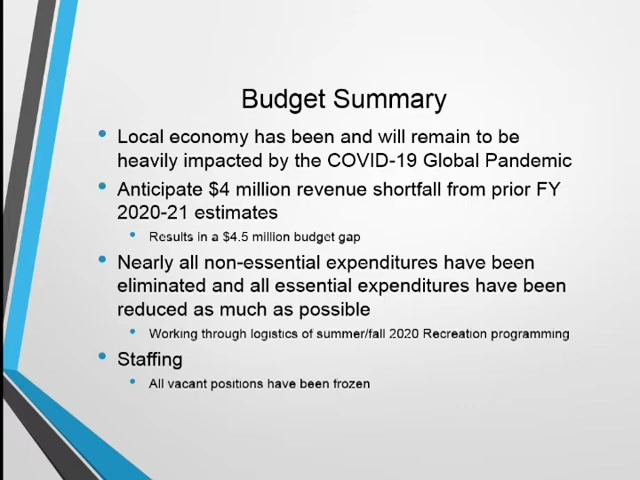 Budget Summary
• Local economy has been and will remain to be
heavily impacted by the COVID-19 Global Pandemic
• Anticipate $4 million revenue shortfall from prior FY
2020-21 estimates
• Results in a $4.5 million budget gap
• Nearly all non-essential expenditures have been
eliminated and all essential expenditures have been
reduced as much as possible
• Working through logistics of summer/fall 2020 Recreation programming
• Staffing
• All vacant positions have been frozen